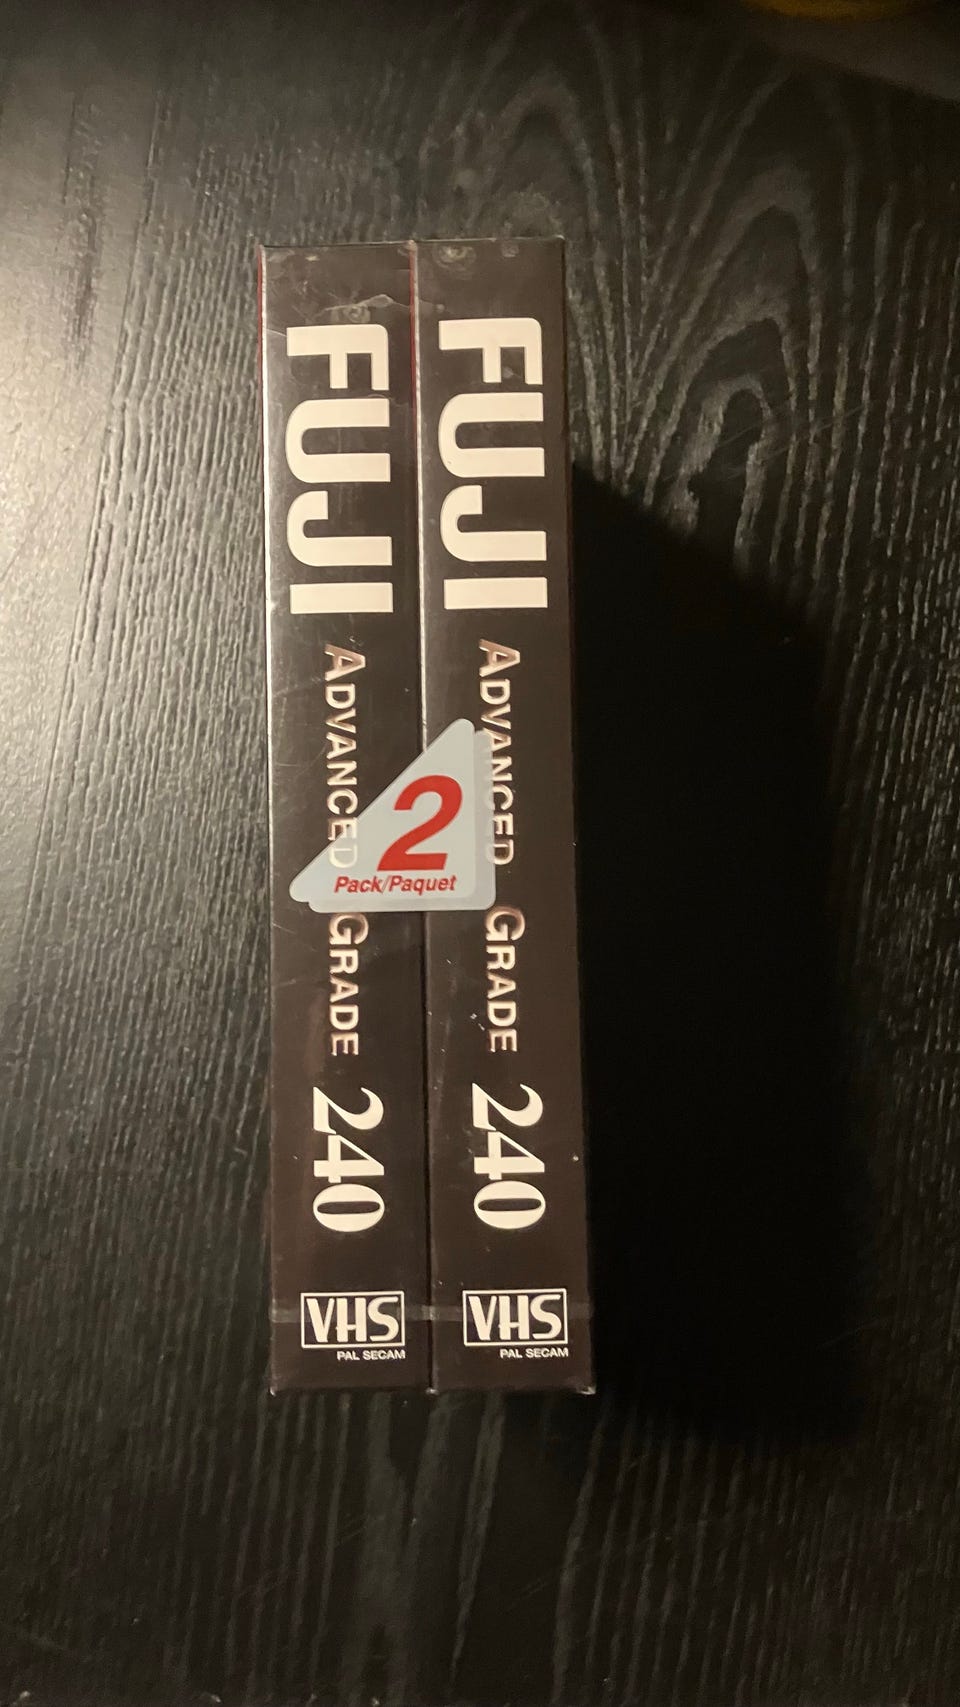 FUJI
ADVANCED GRADE
240
VHS
PAL SECAM
FUJI
ADVANCED GRADE
240
VHS
PAL SECAM
2
Pack/Paquet